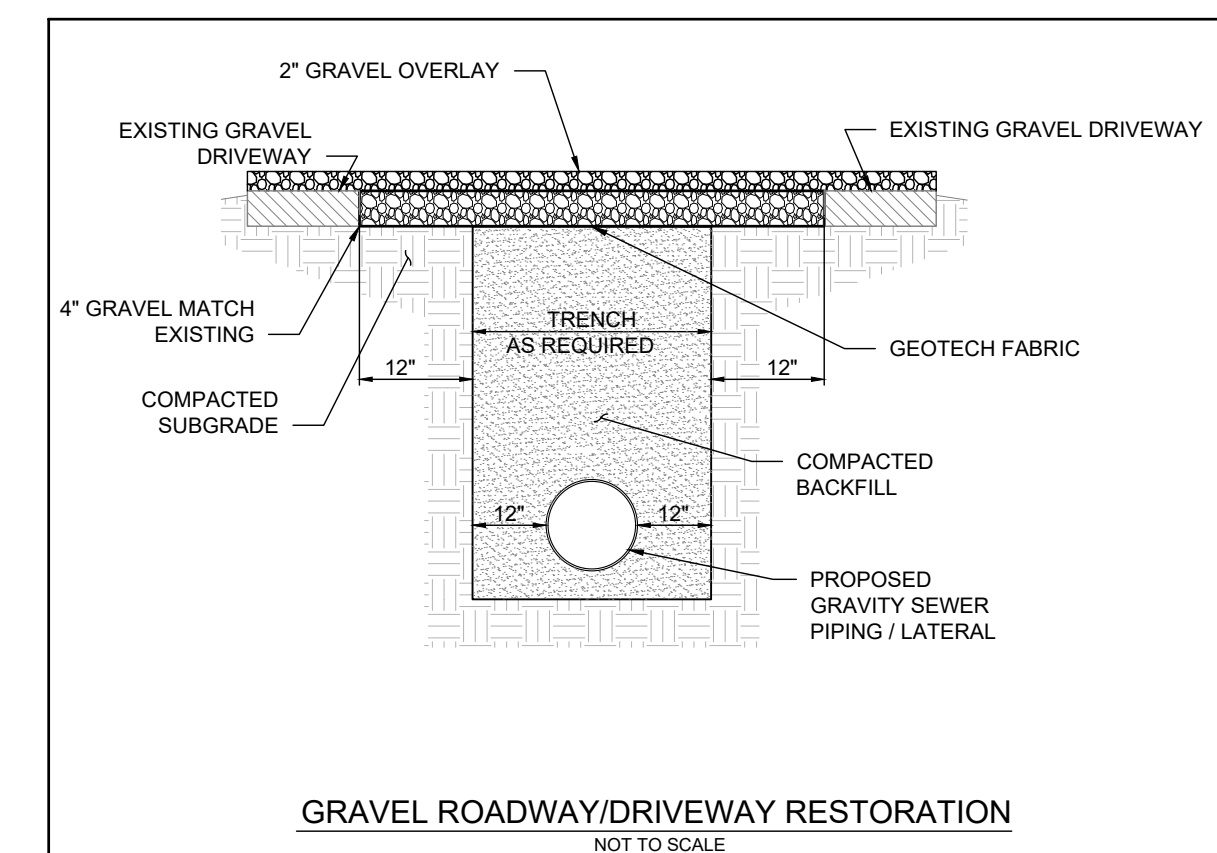 2" GRAVEL OVERLAY
EXISTING GRAVEL
DRIVEWAY
EXISTING GRAVEL DRIVEWAY
4" GRAVEL MATCH
EXISTING
TRENCH
AS REQUIRED
GEOTECH FABRIC
12"
12"
COMPACTED
SUBGRADE
COMPACTED
BACKFILL
12"
12"
PROPOSED
GRAVITY SEWER
PIPING / LATERAL
GRAVEL ROADWAY/DRIVEWAY RESTORATION
NOT TO SCALE